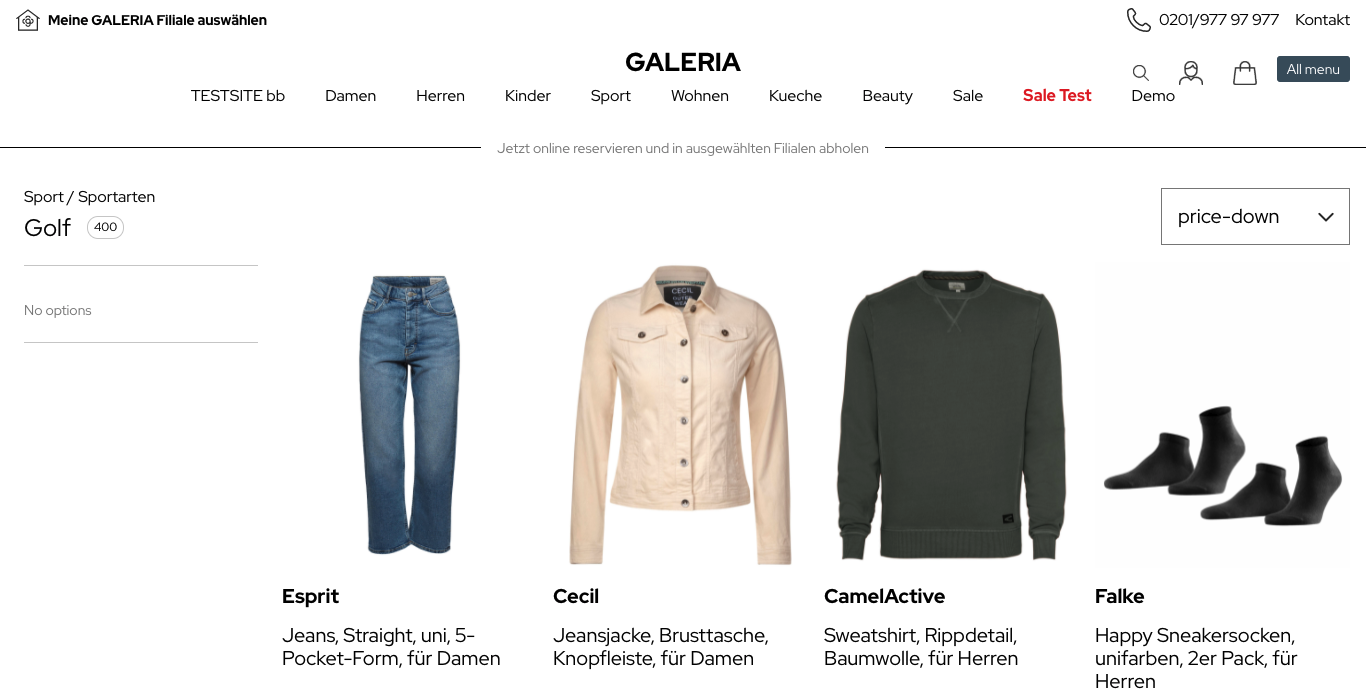 Meine GALERIA Filiale auswählen
0201/977 97 977 Kontakt
GALERIA
All menu
TESTSITE bb Damen Herren Kinder Sport Wohnen Kueche Beauty Sale Sale Test Demo
Jetzt online reservieren und in ausgewählten Filialen abholen
Sport / Sportarten
Golf 400
price-down
No options
CECIL
Esprit
Jeans, Straight, uni, 5-
Pocket-Form, für Damen
Cecil
Jeansjacke, Brusttasche,
Knopfleiste, für Damen
CamelActive
Sweatshirt, Rippdetail,
Baumwolle, für Herren
Falke
Happy Sneakersocken,
unifarben, 2er Pack, für
Herren